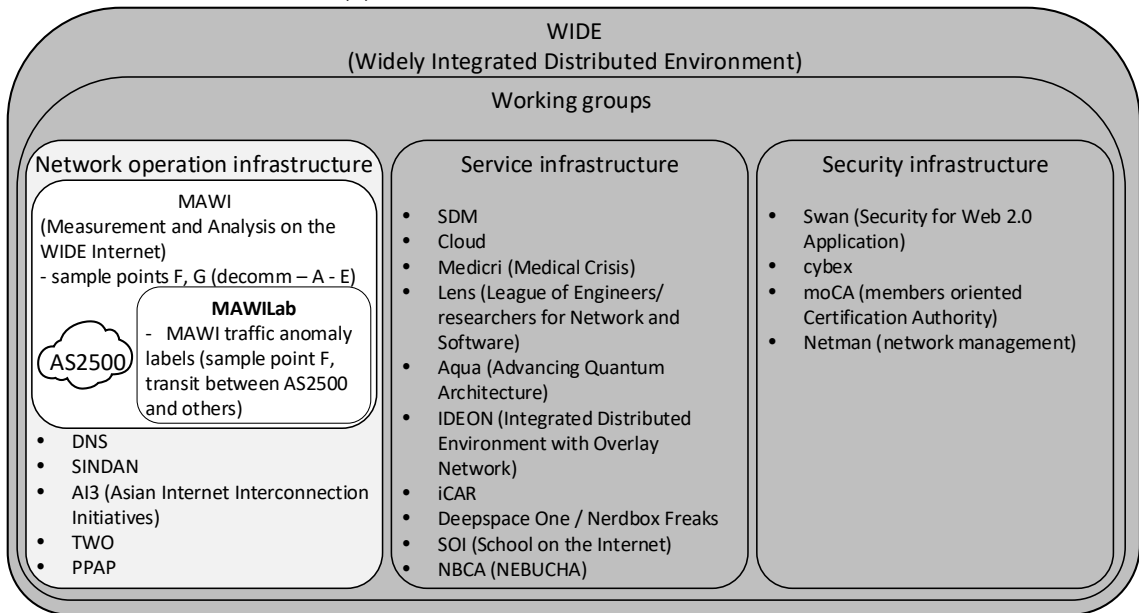 WIDE
(Widely Integrated Distributed Environment)
Working groups
Network operation infrastructure
MAWI
(Measurement and Analysis on the
WIDE Internet)
- sample points F, G (decomm – A - E)
MAWILab
- MAWI traffic anomaly
labels (sample point F,
transit between AS2500
and others)
AS2500
• DNS
• SINDAN
• AI3 (Asian Internet Interconnection
Initiatives)
• TWO
• PPAP
Service infrastructure
• SDM
• Cloud
• Medicri (Medical Crisis)
• Lens (League of Engineers/
researchers for Network and
Software)
• Aqua (Advancing Quantum
Architecture)
• IDEON (Integrated Distributed
Environment with Overlay
Network)
• iCAR
• Deepspace One / Nerdbox Freaks
• SOI (School on the Internet)
• NBCA (NEBUCHA)
Security infrastructure
• Swan (Security for Web 2.0
Application)
• cybex
• moCA (members oriented
Certification Authority)
• Netman (network management)